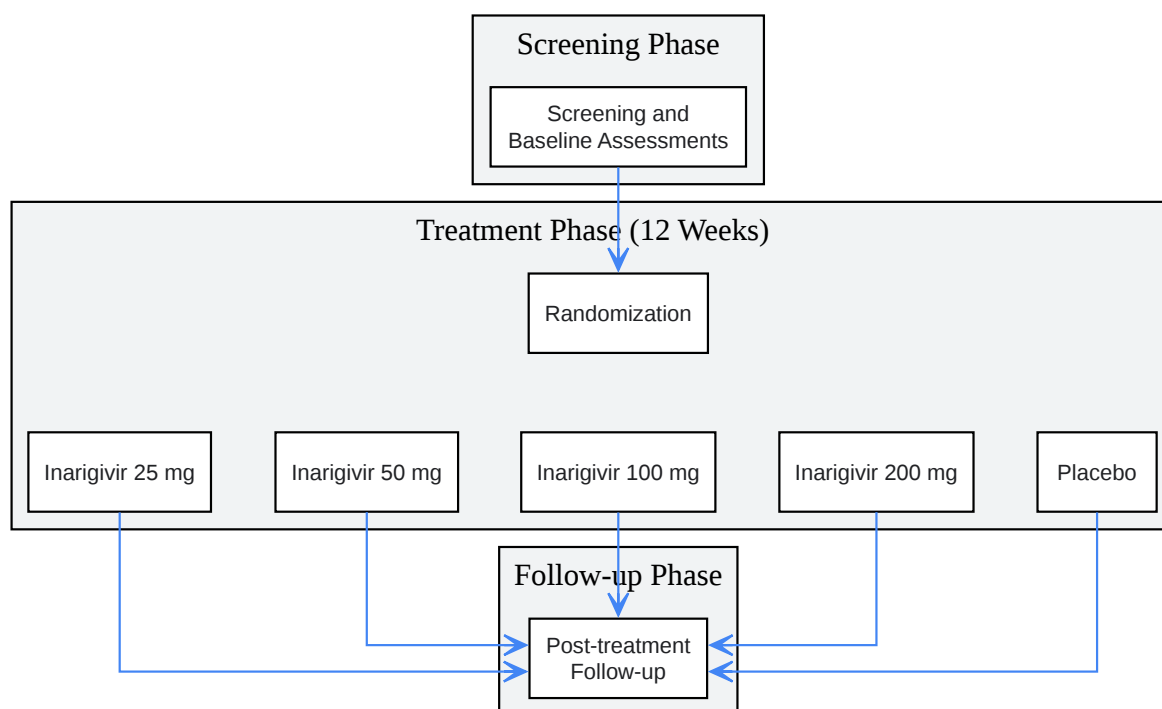 Screening Phase
Screening and
Baseline Assessments
Treatment Phase (12 Weeks)
Randomization
Inarigivir 25 mg
Inarigivir 50 mg
Inarigivir 100 mg
Inarigivir 200 mg
Placebo
Follow-up Phase
Post-treatment
Follow-up